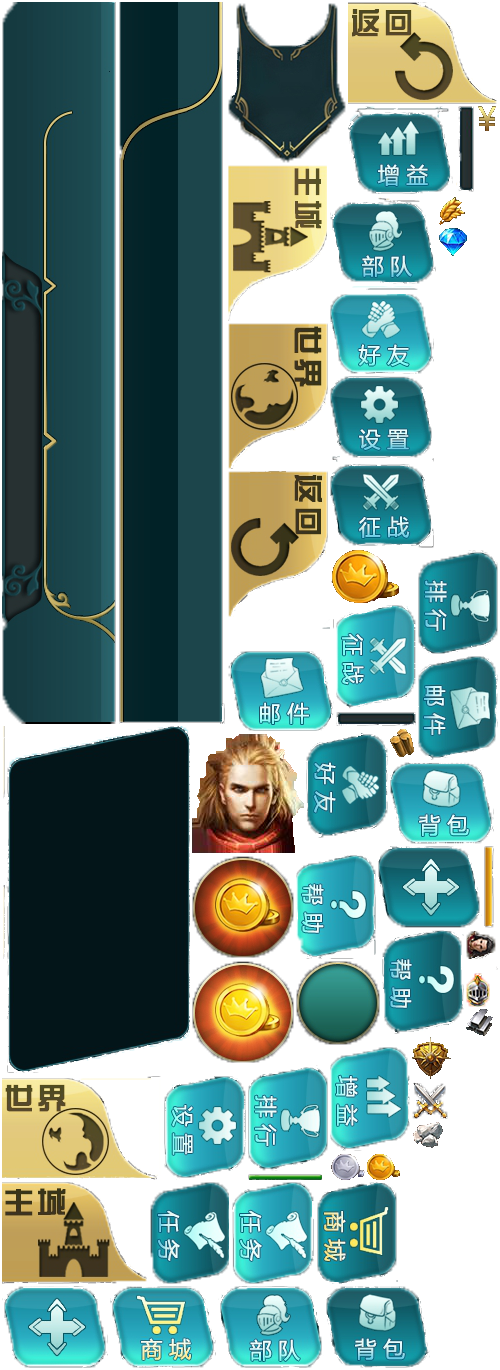 返回
¥
增益
主城
部队
世界
好友
设置
返回
征战
排行
征战
邮件
邮件
好友
背包
帮助
帮助
世界
设置
排行
增益
主城
任务
任务
商城
商城
部队
背包